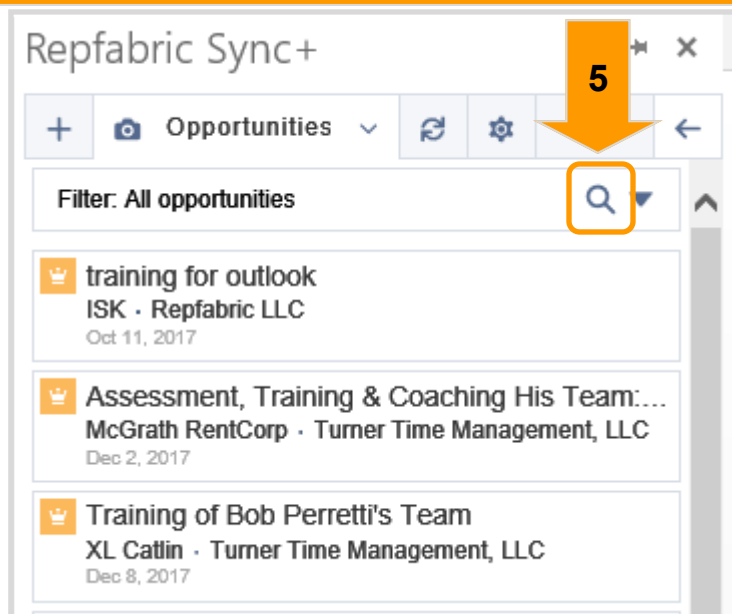 Repfabric Sync+
5
Opportunities
Filter: All opportunities
training for outlook
ISK · Repfabric LLC
Oct 11, 2017
Assessment, Training & Coaching His Team:...
McGrath RentCorp · Turner Time Management, LLC
Dec 2, 2017
Training of Bob Perretti's Team
XL Catlin · Turner Time Management, LLC
Dec 8, 2017